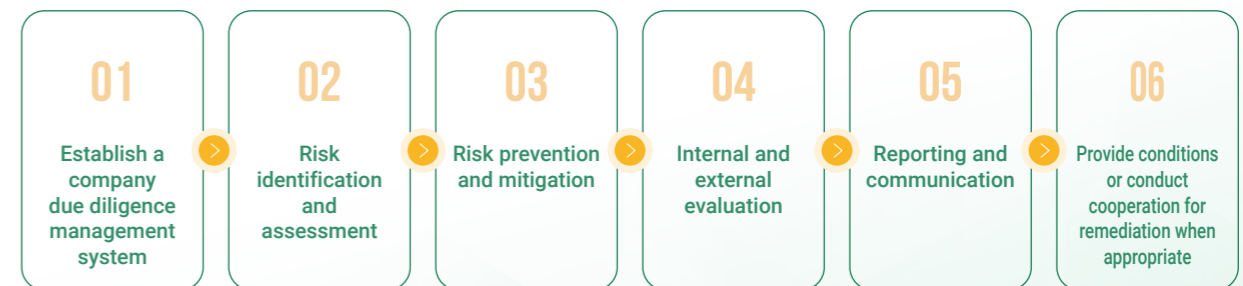 01
Establish a
company
due diligence
management
system
02
Risk
identification
and
assessment
03
Risk prevention
and mitigation
04
Internal and
external
evaluation
05
Reporting and
communication
06
Provide conditions
or conduct
cooperation for
remediation when
appropriate